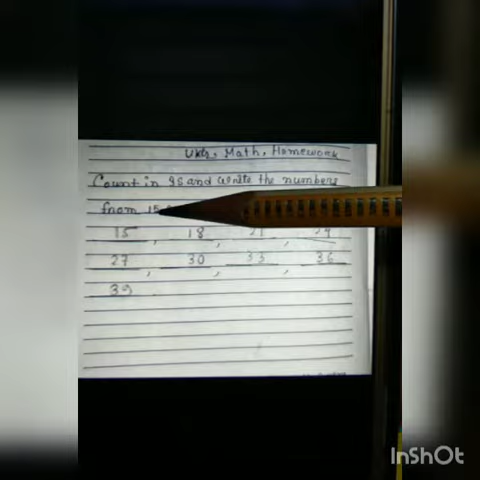 UKG, Math, Homework
Count in 3s and write the numbers
from 15
15, 18, 21, 24
27, 30, 33, 36
39
InShOt